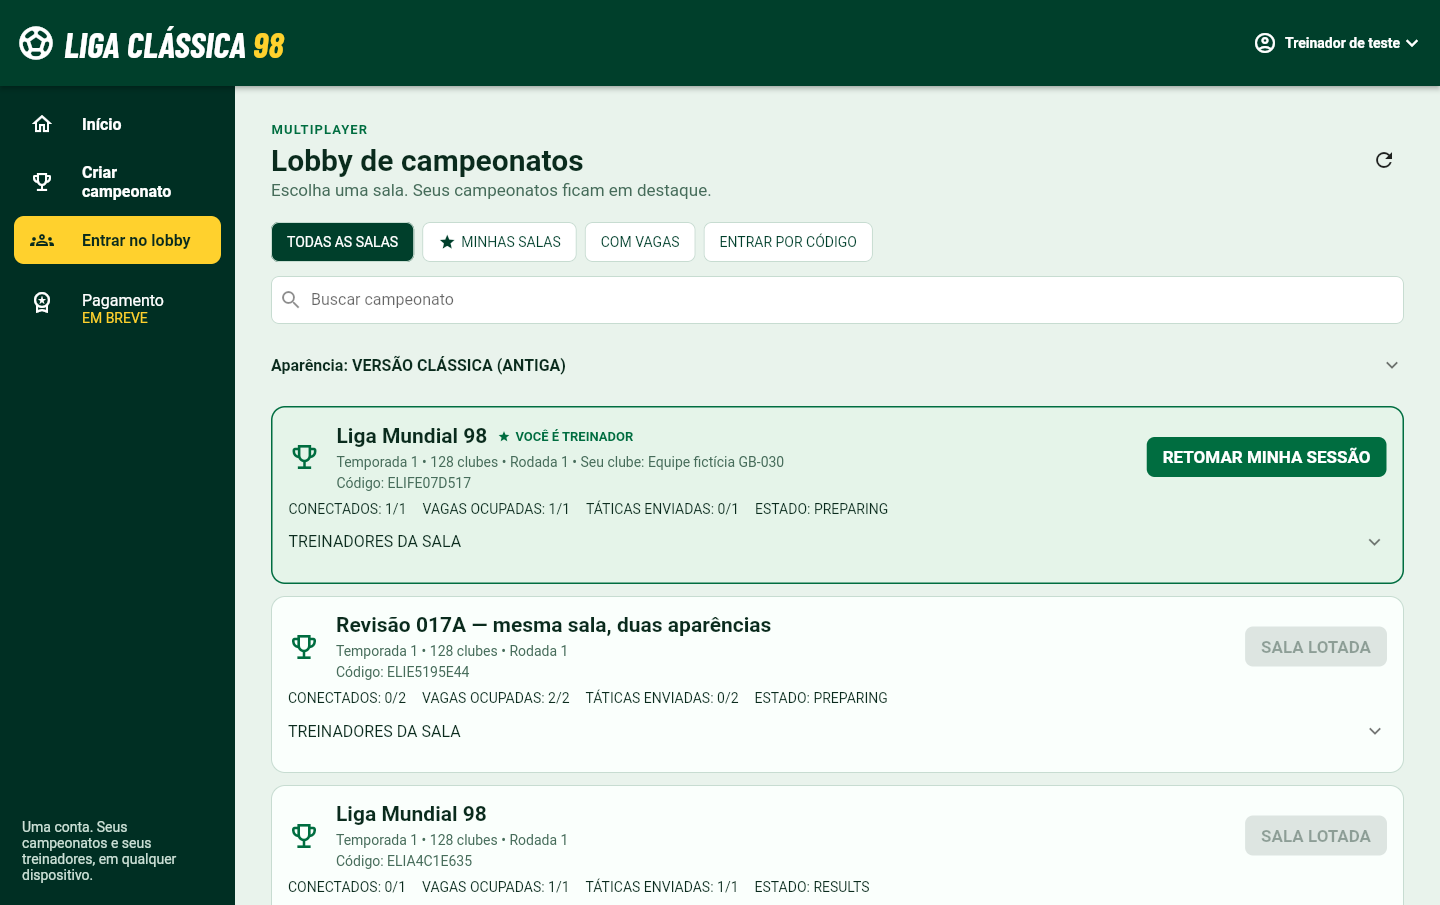 LIGA CLÁSSICA 98
Treinador de teste
Início
Criar
campeonato
Entrar no lobby
Pagamento
EM BREVE
Uma conta. Seus
campeonatos e seus
treinadores, em qualquer
dispositivo.
MULTIPLAYER
Lobby de campeonatos
Escolha uma sala. Seus campeonatos ficam em destaque.
TODAS AS SALAS
MINHAS SALAS
COM VAGAS
ENTRAR POR CÓDIGO
Buscar campeonato
Aparência: VERSÃO CLÁSSICA (ANTIGA)
Liga Mundial 98 ★ VOCÊ É TREINADOR
Temporada 1 • 128 clubes • Rodada 1 • Seu clube: Equipe fictícia GB-030
Código: ELIFE07D517
RETOMAR MINHA SESSÃO
CONECTADOS: 1/1 VAGAS OCUPADAS: 1/1 TÁTICAS ENVIADAS: 0/1 ESTADO: PREPARING
TREINADORES DA SALA
Revisão 017A — mesma sala, duas aparências
Temporada 1 • 128 clubes • Rodada 1
Código: ELIE5195E44
SALA LOTADA
CONECTADOS: 0/2 VAGAS OCUPADAS: 2/2 TÁTICAS ENVIADAS: 0/2 ESTADO: PREPARING
TREINADORES DA SALA
Liga Mundial 98
Temporada 1 • 128 clubes • Rodada 1
Código: ELIA4C1E635
SALA LOTADA
CONECTADOS: 0/1 VAGAS OCUPADAS: 1/1 TÁTICAS ENVIADAS: 1/1 ESTADO: RESULTS